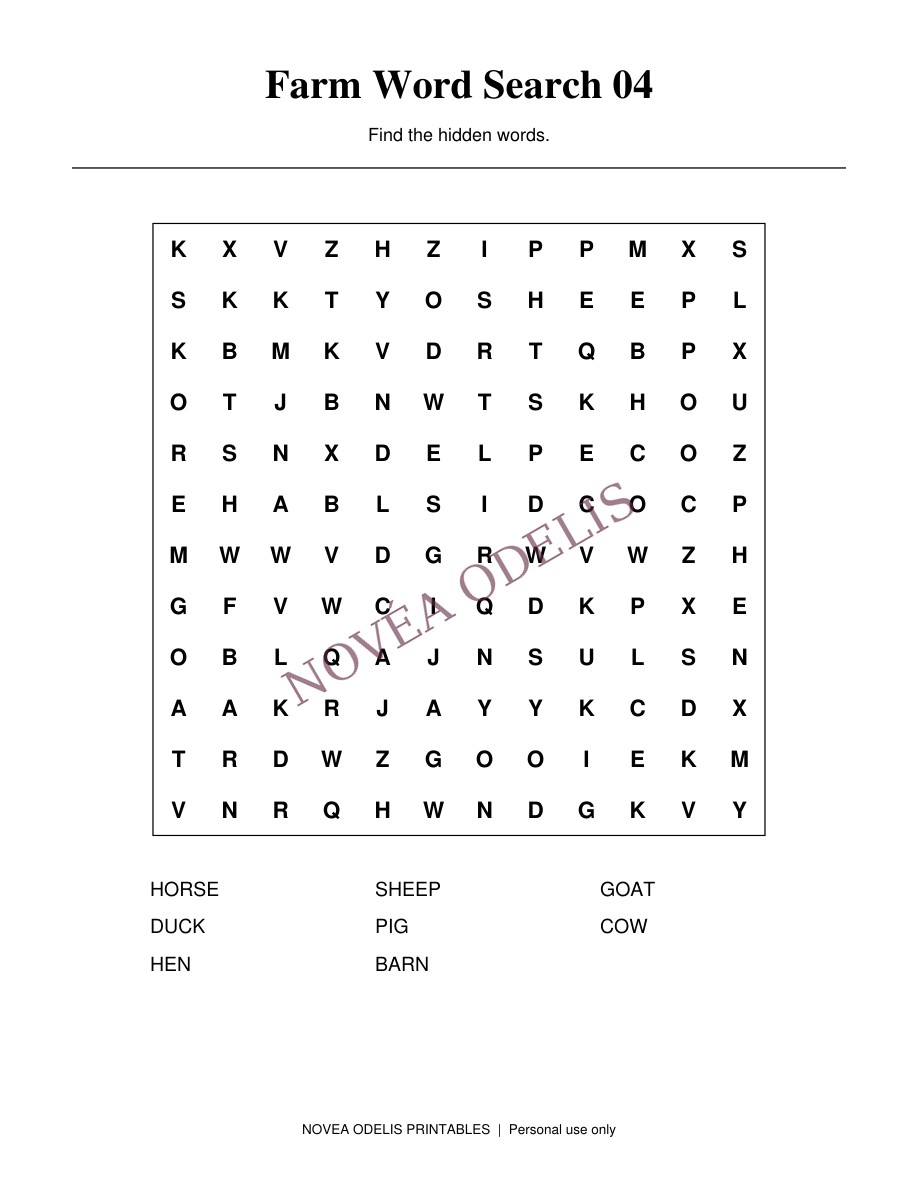 Farm Word Search 04
Find the hidden words.
K X V Z H Z I P P M X S
S K K T Y O S H E E P L
K B M K V D R T Q B P X
O T J B N W T S K H O U
R S N X D E L P E C O Z
E H A B L S I D C O C P
M W W V D G R W V W Z H
G F V W C I Q D K P X E
O B L Q A J N S U L S N
A A K R J A Y Y K C D X
T R D W Z G O O I E K M
V N R Q H W N D G K V Y
NOVÉA ODELIS
HORSE SHEEP GOAT
DUCK PIG COW
HEN BARN
NOVEA ODELIS PRINTABLES | Personal use only